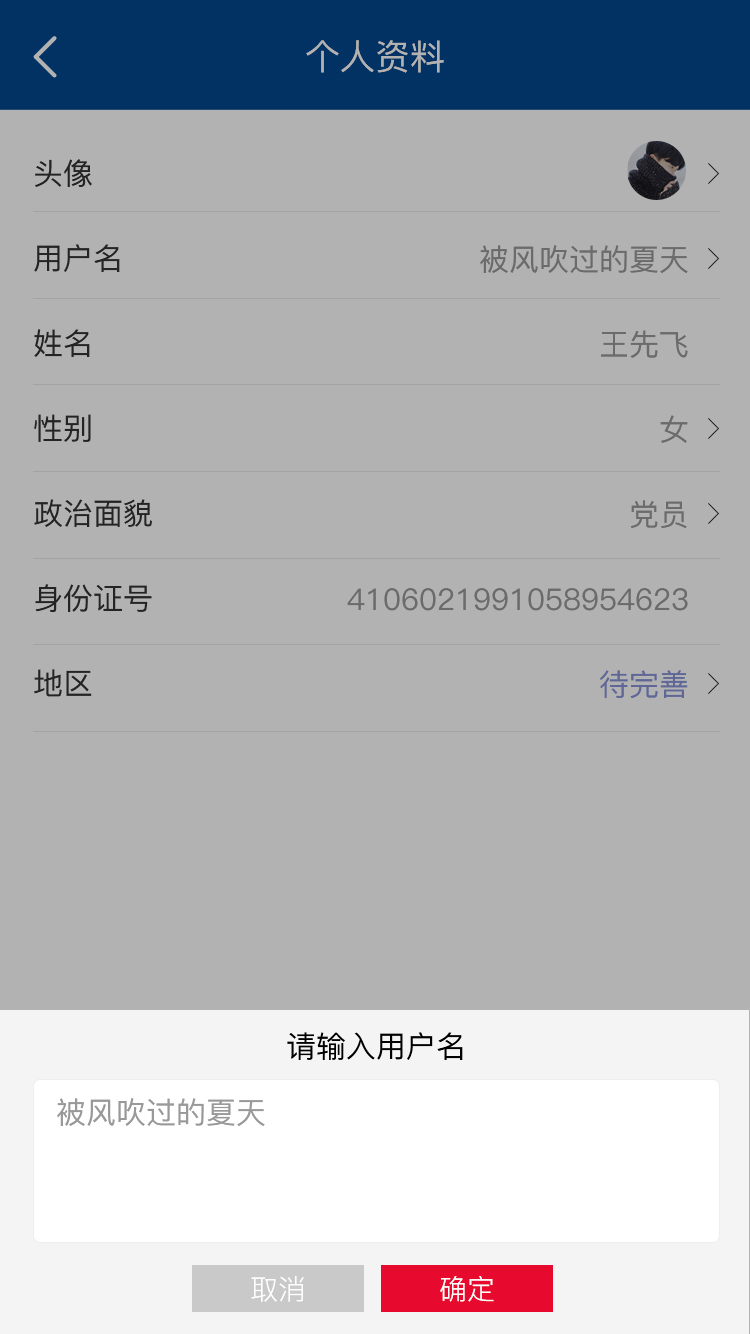 个人资料
头像
用户名 被风吹过的夏天
姓名 王先飞
性别 女
政治面貌 党员
身份证号 4106021991058954623
地区 待完善
请输入用户名
被风吹过的夏天
取消 确定